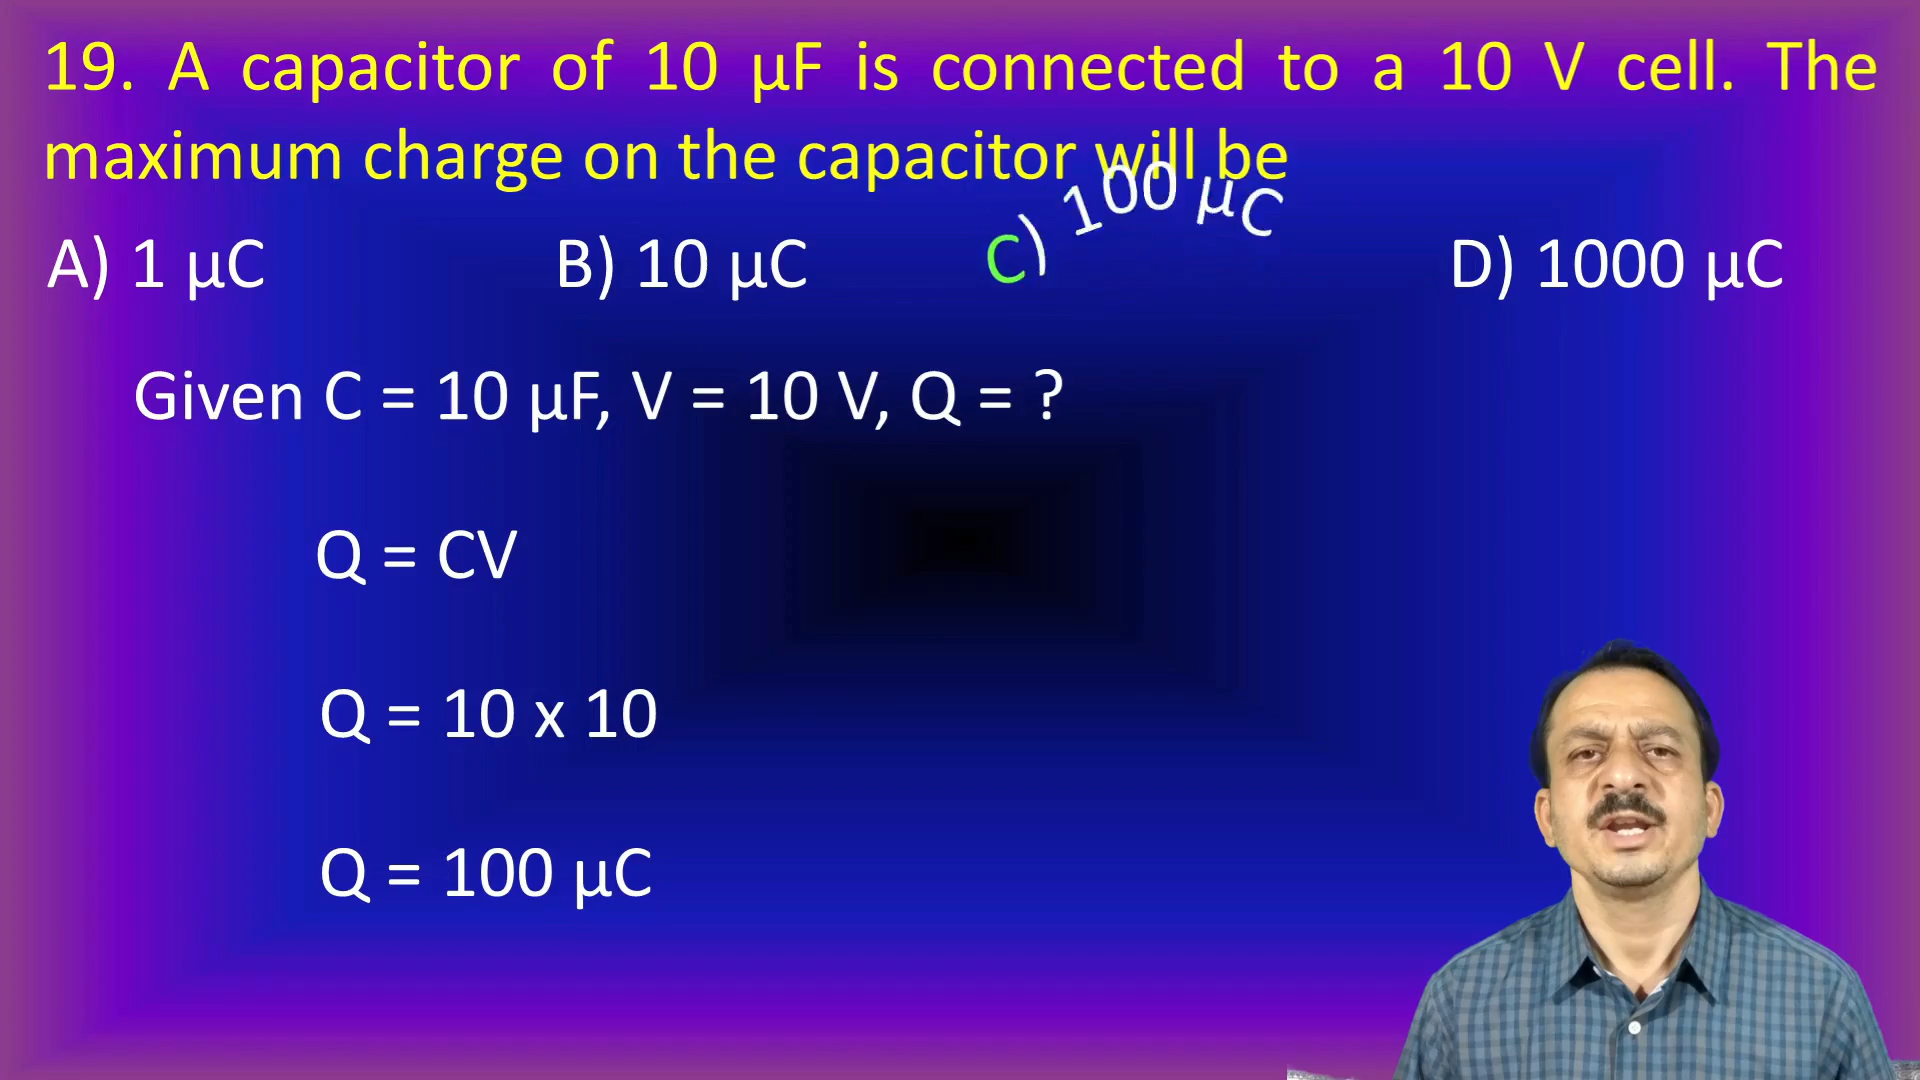 19. A capacitor of 10 μF is connected to a 10 V cell. The
maximum charge on the capacitor will be
A) 1 μC B) 10 μC C) 100 μC D) 1000 μC
Given C = 10 μF, V = 10 V, Q = ?
Q = CV
Q = 10 x 10
Q = 100 μC